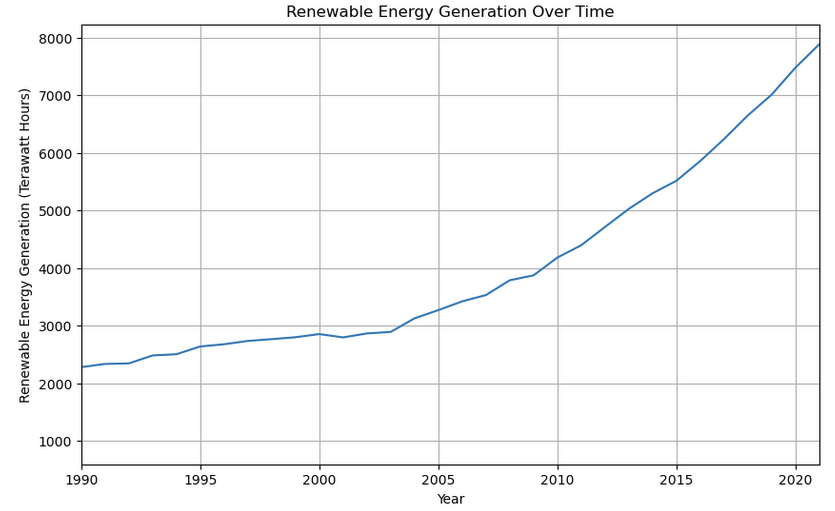 Renewable Energy Generation Over Time
Renewable Energy Generation (Terawatt Hours)
8000
7000
6000
5000
4000
3000
2000
1000
1990 1995 2000 2005 2010 2015 2020
Year